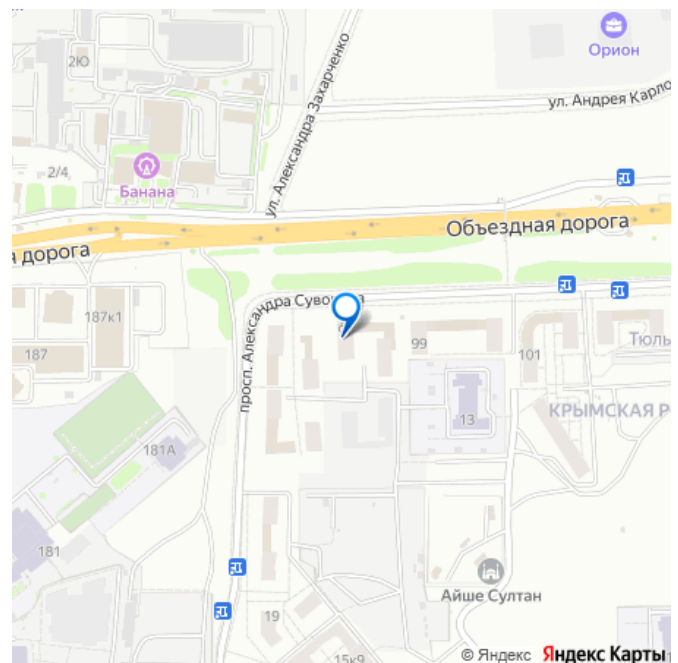 2Ю
Орион
ул. Андрея Карло
ул. Александра Захарченко
2/4
Банана
Объездная дорога
я дорога
просп. Александра Суво
187к1
187
99
101
Тюль
13
КРЫМСКАЯ Р
181А
181
Айше Султан
19
15к9
© Яндекс Яндекс Карты